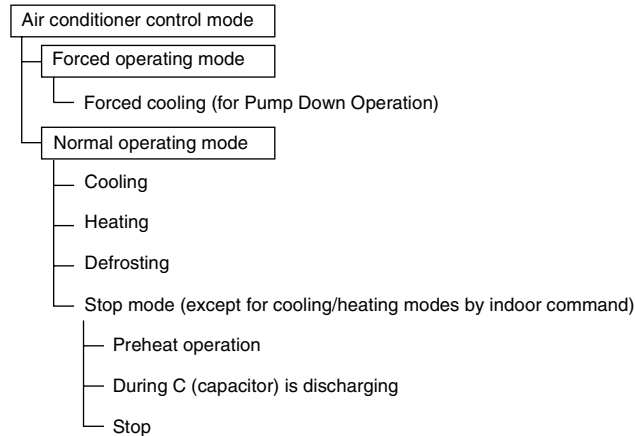 Air conditioner control mode
Forced operating mode
Forced cooling (for Pump Down Operation)
Normal operating mode
Cooling
Heating
Defrosting
Stop mode (except for cooling/heating modes by indoor command)
Preheat operation
During C (capacitor) is discharging
Stop